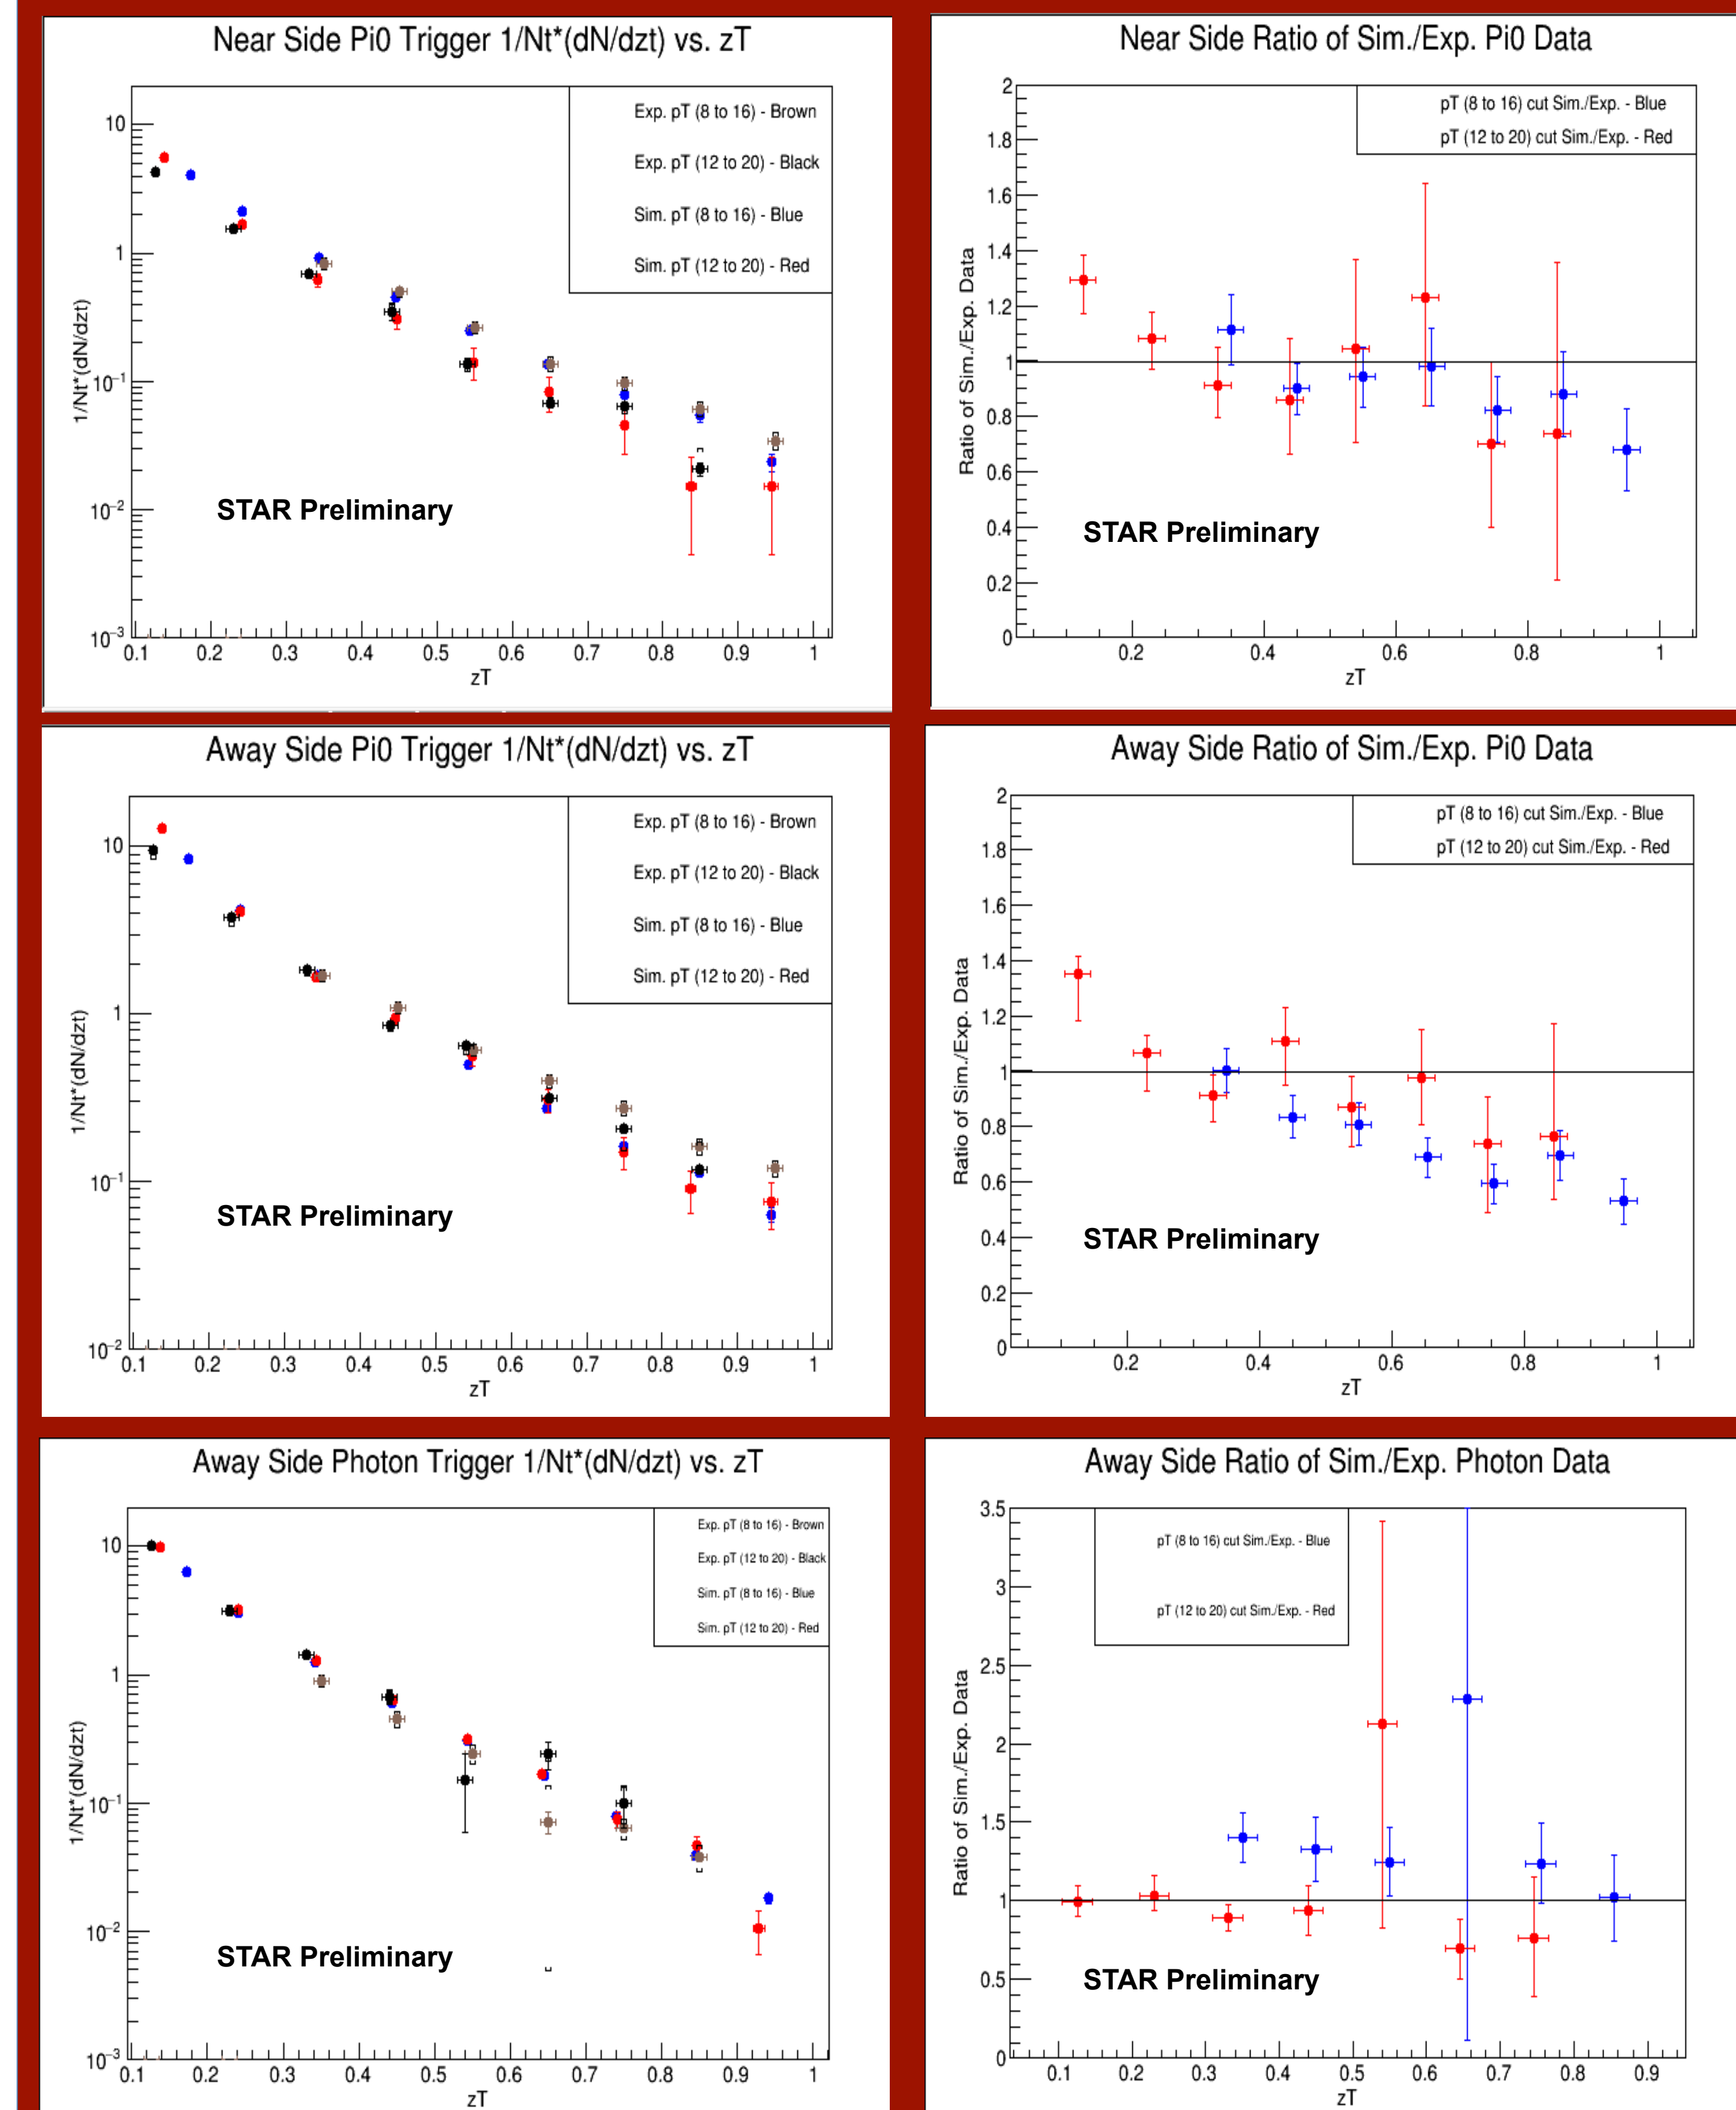 Near Side Pi0 Trigger 1/Nt*(dN/dzt) vs. zT
Exp. pT (8 to 16) - Brown
Exp. pT (12 to 20) - Black
Sim. pT (8 to 16) - Blue
Sim. pT (12 to 20) - Red
10
1
10⁻¹
10⁻²
10⁻³
1/Nt*(dN/dzt)
STAR Preliminary
0.1 0.2 0.3 0.4 0.5 0.6 0.7 0.8 0.9 1
zT
Near Side Ratio of Sim./Exp. Pi0 Data
pT (8 to 16) cut Sim./Exp. - Blue
pT (12 to 20) cut Sim./Exp. - Red
2
1.8
1.6
1.4
1.2
1
0.8
0.6
0.4
0.2
0
Ratio of Sim./Exp. Data
STAR Preliminary
0.2 0.4 0.6 0.8 1
zT
Away Side Pi0 Trigger 1/Nt*(dN/dzt) vs. zT
Exp. pT (8 to 16) - Brown
Exp. pT (12 to 20) - Black
Sim. pT (8 to 16) - Blue
Sim. pT (12 to 20) - Red
10
1
10⁻¹
10⁻²
1/Nt*(dN/dzt)
STAR Preliminary
0.1 0.2 0.3 0.4 0.5 0.6 0.7 0.8 0.9 1
zT
Away Side Ratio of Sim./Exp. Pi0 Data
pT (8 to 16) cut Sim./Exp. - Blue
pT (12 to 20) cut Sim./Exp. - Red
2
1.8
1.6
1.4
1.2
1
0.8
0.6
0.4
0.2
0
Ratio of Sim./Exp. Data
STAR Preliminary
0.2 0.4 0.6 0.8 1
zT
Away Side Photon Trigger 1/Nt*(dN/dzt) vs. zT
Exp. pT (8 to 16) - Brown
Exp. pT (12 to 20) - Black
Sim. pT (8 to 16) - Blue
Sim. pT (12 to 20) - Red
10
1
10⁻¹
10⁻²
10⁻³
1/Nt*(dN/dzt)
STAR Preliminary
0.1 0.2 0.3 0.4 0.5 0.6 0.7 0.8 0.9 1
zT
Away Side Ratio of Sim./Exp. Photon Data
pT (8 to 16) cut Sim./Exp. - Blue
pT (12 to 20) cut Sim./Exp. - Red
3.5
3
2.5
2
1.5
1
0.5
0
Ratio of Sim./Exp. Data
STAR Preliminary
0.1 0.2 0.3 0.4 0.5 0.6 0.7 0.8 0.9
zT